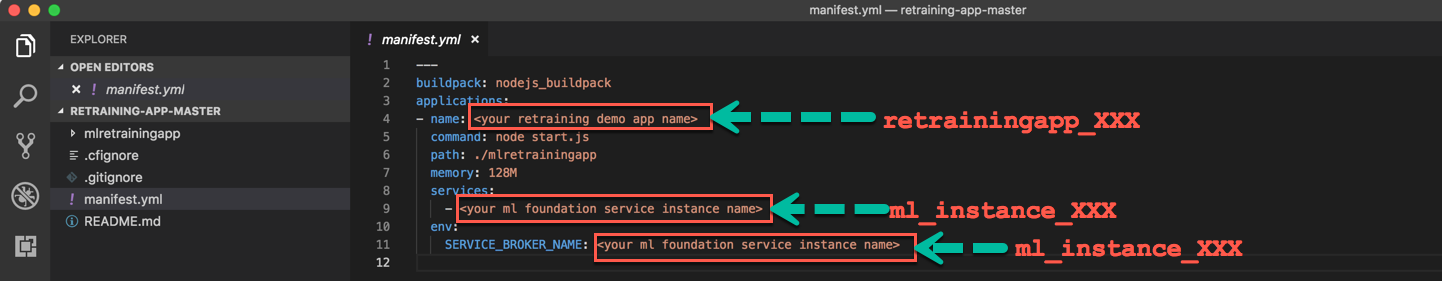 manifest.yml — retraining-app-master
EXPLORER
OPEN EDITORS
manifest.yml
RETRAINING-APP-MASTER
mlretrainingapp
.cfignore
.gitignore
manifest.yml
README.md
manifest.yml
1 ---
2 buildpack: nodejs_buildpack
3 applications:
4 - name: <your retraining demo app name> retrainingapp_XXX
5 command: node start.js
6 path: ./mlretrainingapp
7 memory: 128M
8 services:
9 - <your ml foundation service instance name> ml_instance_XXX
10 env:
11 SERVICE_BROKER_NAME: <your ml foundation service instance name> ml_instance_XXX
12